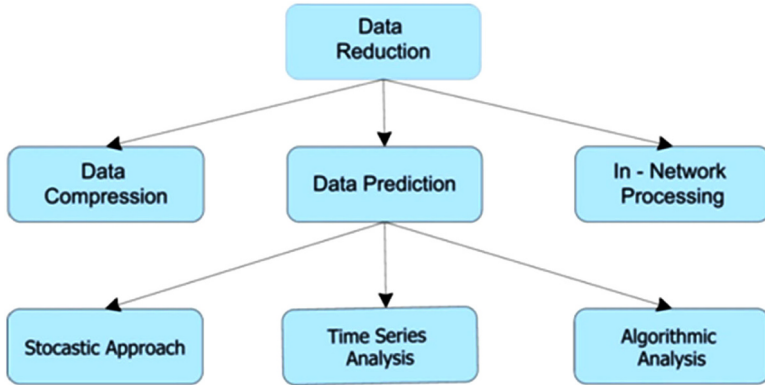 Data
Reduction
Data
Compression
Data Prediction
In - Network
Processing
Stocastic Approach
Time Series
Analysis
Algorithmic
Analysis